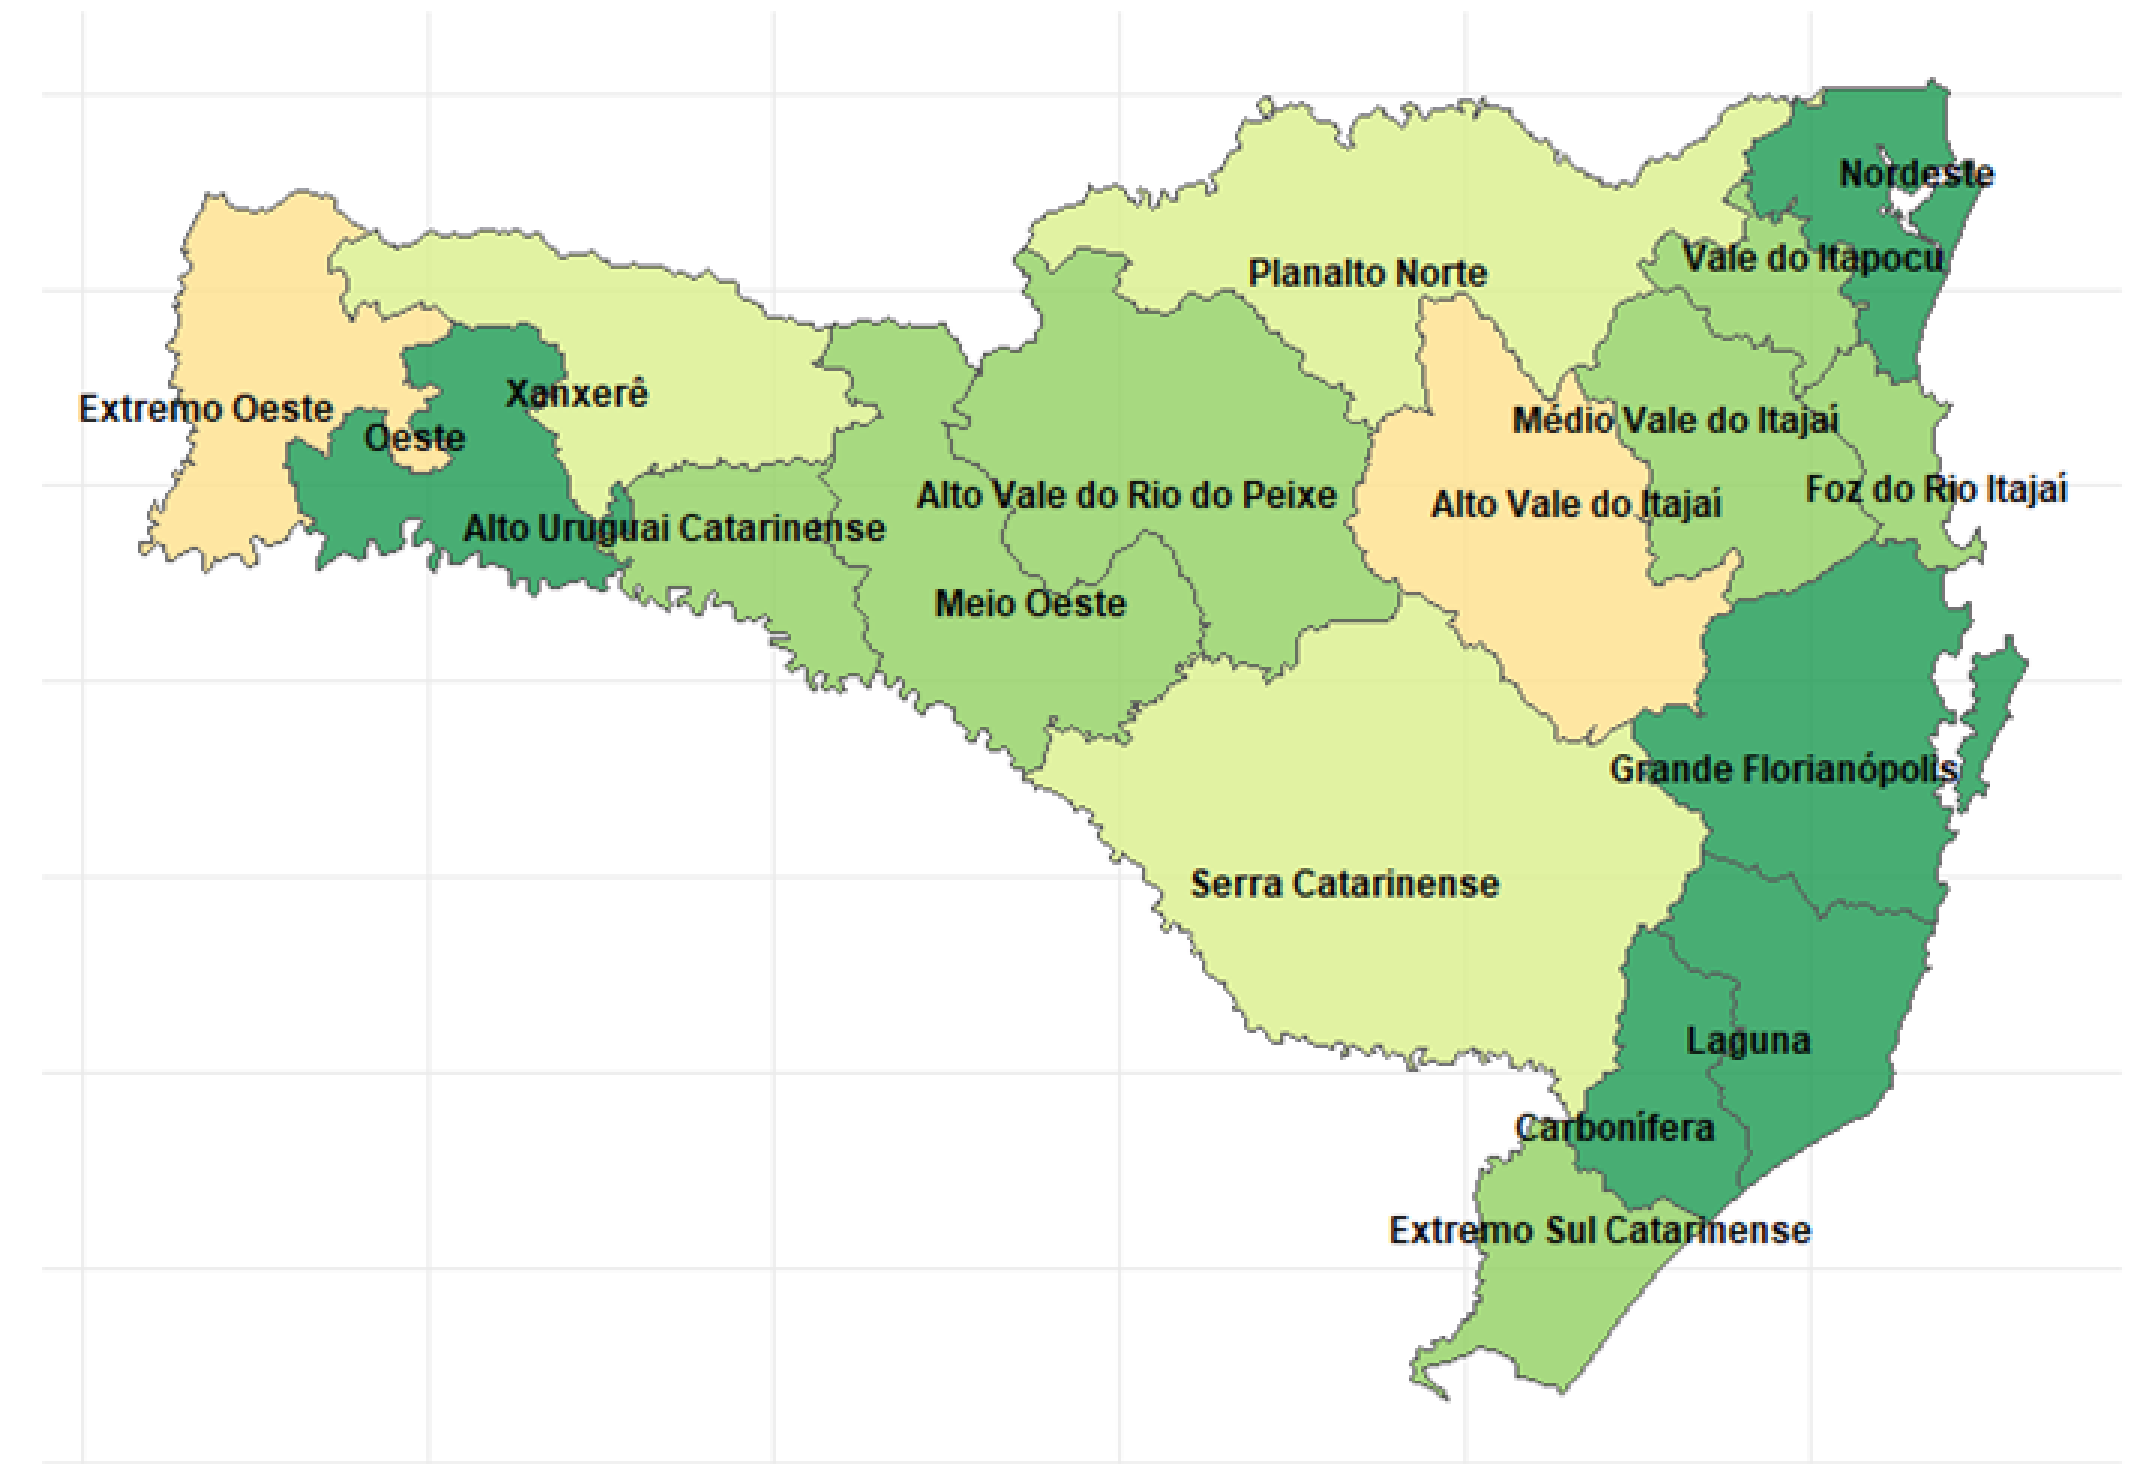 Nordeste
Vale do Itapocu
Planalto Norte
Xanxerê
Extremo Oeste
Médio Vale do Itajaí
Oeste
Foz do Rio Itajaí
Alto Vale do Rio do Peixe
Alto Vale do Itajaí
Alto Uruguai Catarinense
Meio Oeste
Grande Florianópolis
Serra Catarinense
Laguna
Carbonífera
Extremo Sul Catarinense